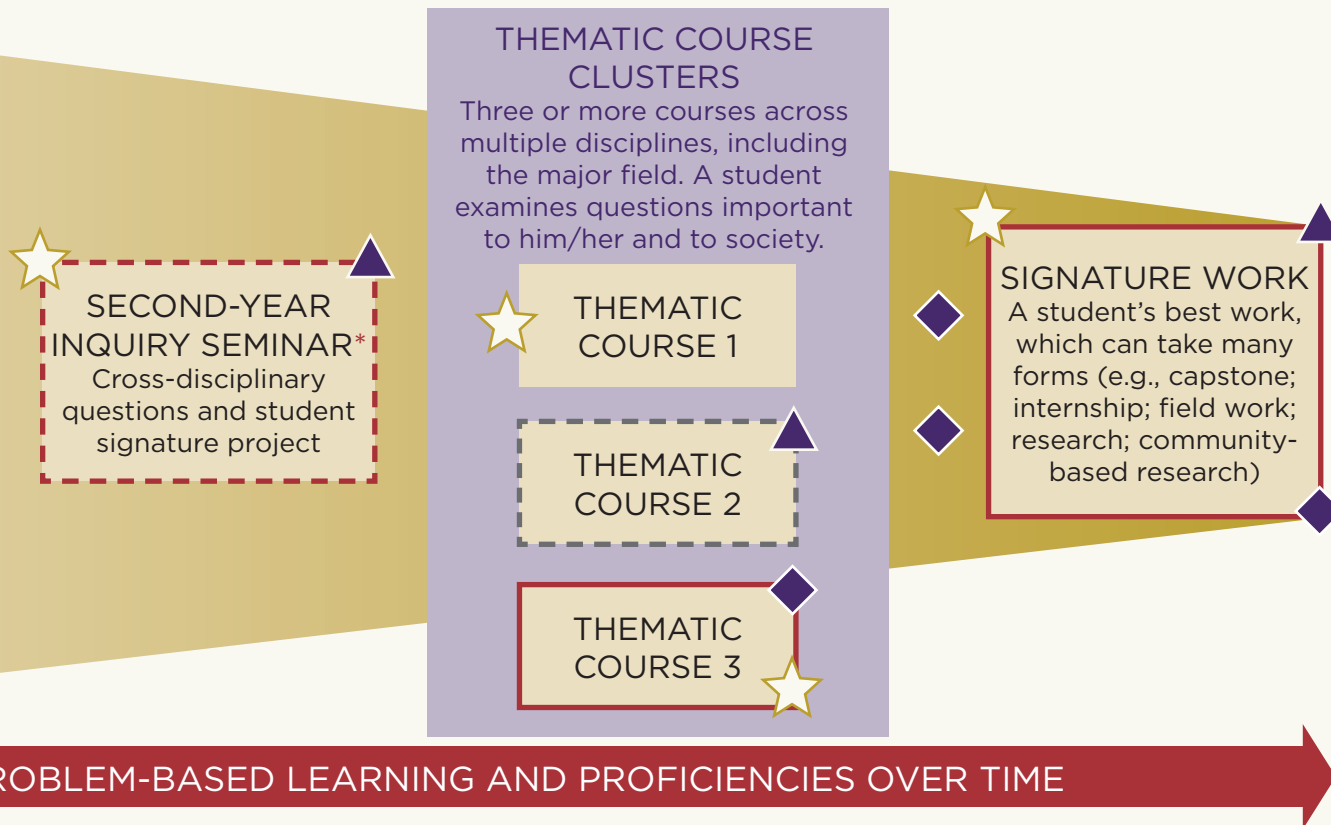 SECOND-YEAR
INQUIRY SEMINAR*
Cross-disciplinary
questions and student
signature project
THEMATIC COURSE
CLUSTERS
Three or more courses across
multiple disciplines, including
the major field. A student
examines questions important
to him/her and to society.
THEMATIC
COURSE 1
THEMATIC
COURSE 2
THEMATIC
COURSE 3
SIGNATURE WORK
A student’s best work,
which can take many
forms (e.g., capstone;
internship; field work;
research; community-
based research)
ROBLEM-BASED LEARNING AND PROFICIENCIES OVER TIME